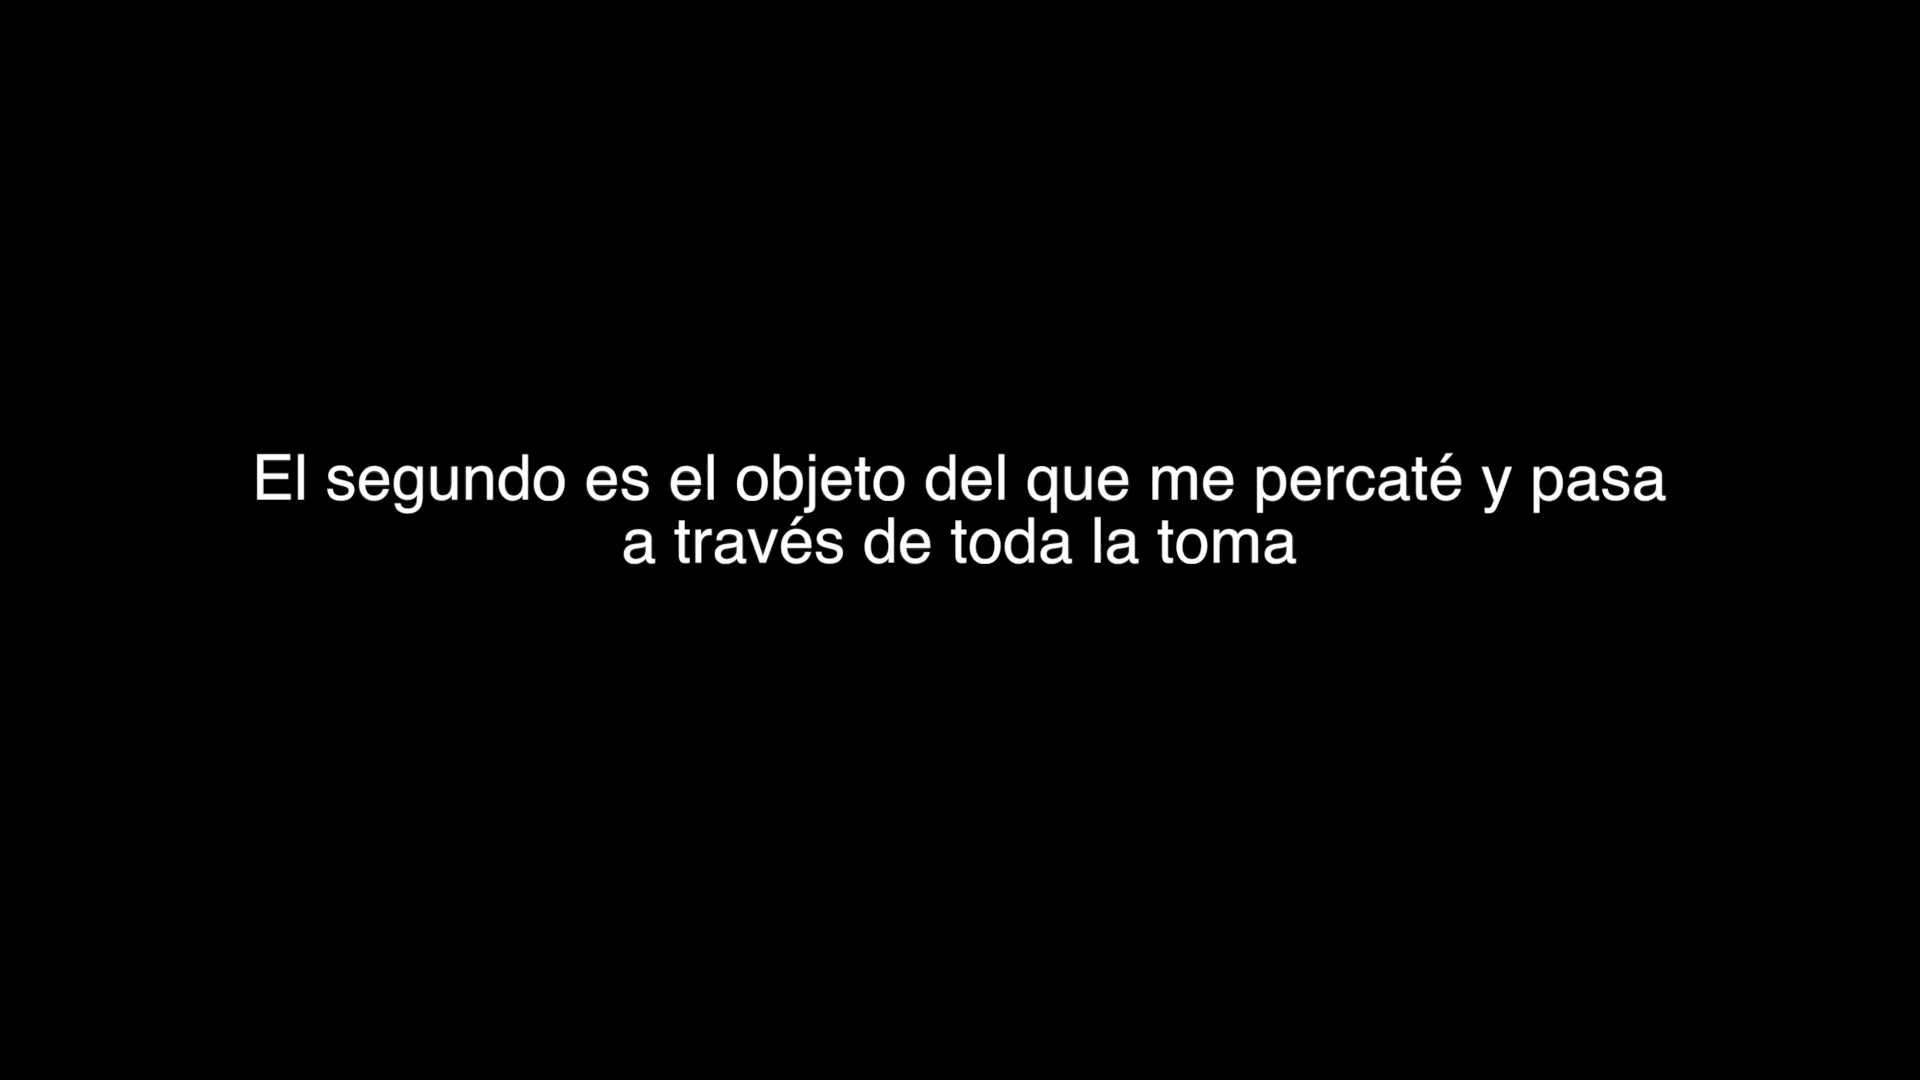 El segundo es el objeto del que me percaté y pasa
a través de toda la toma